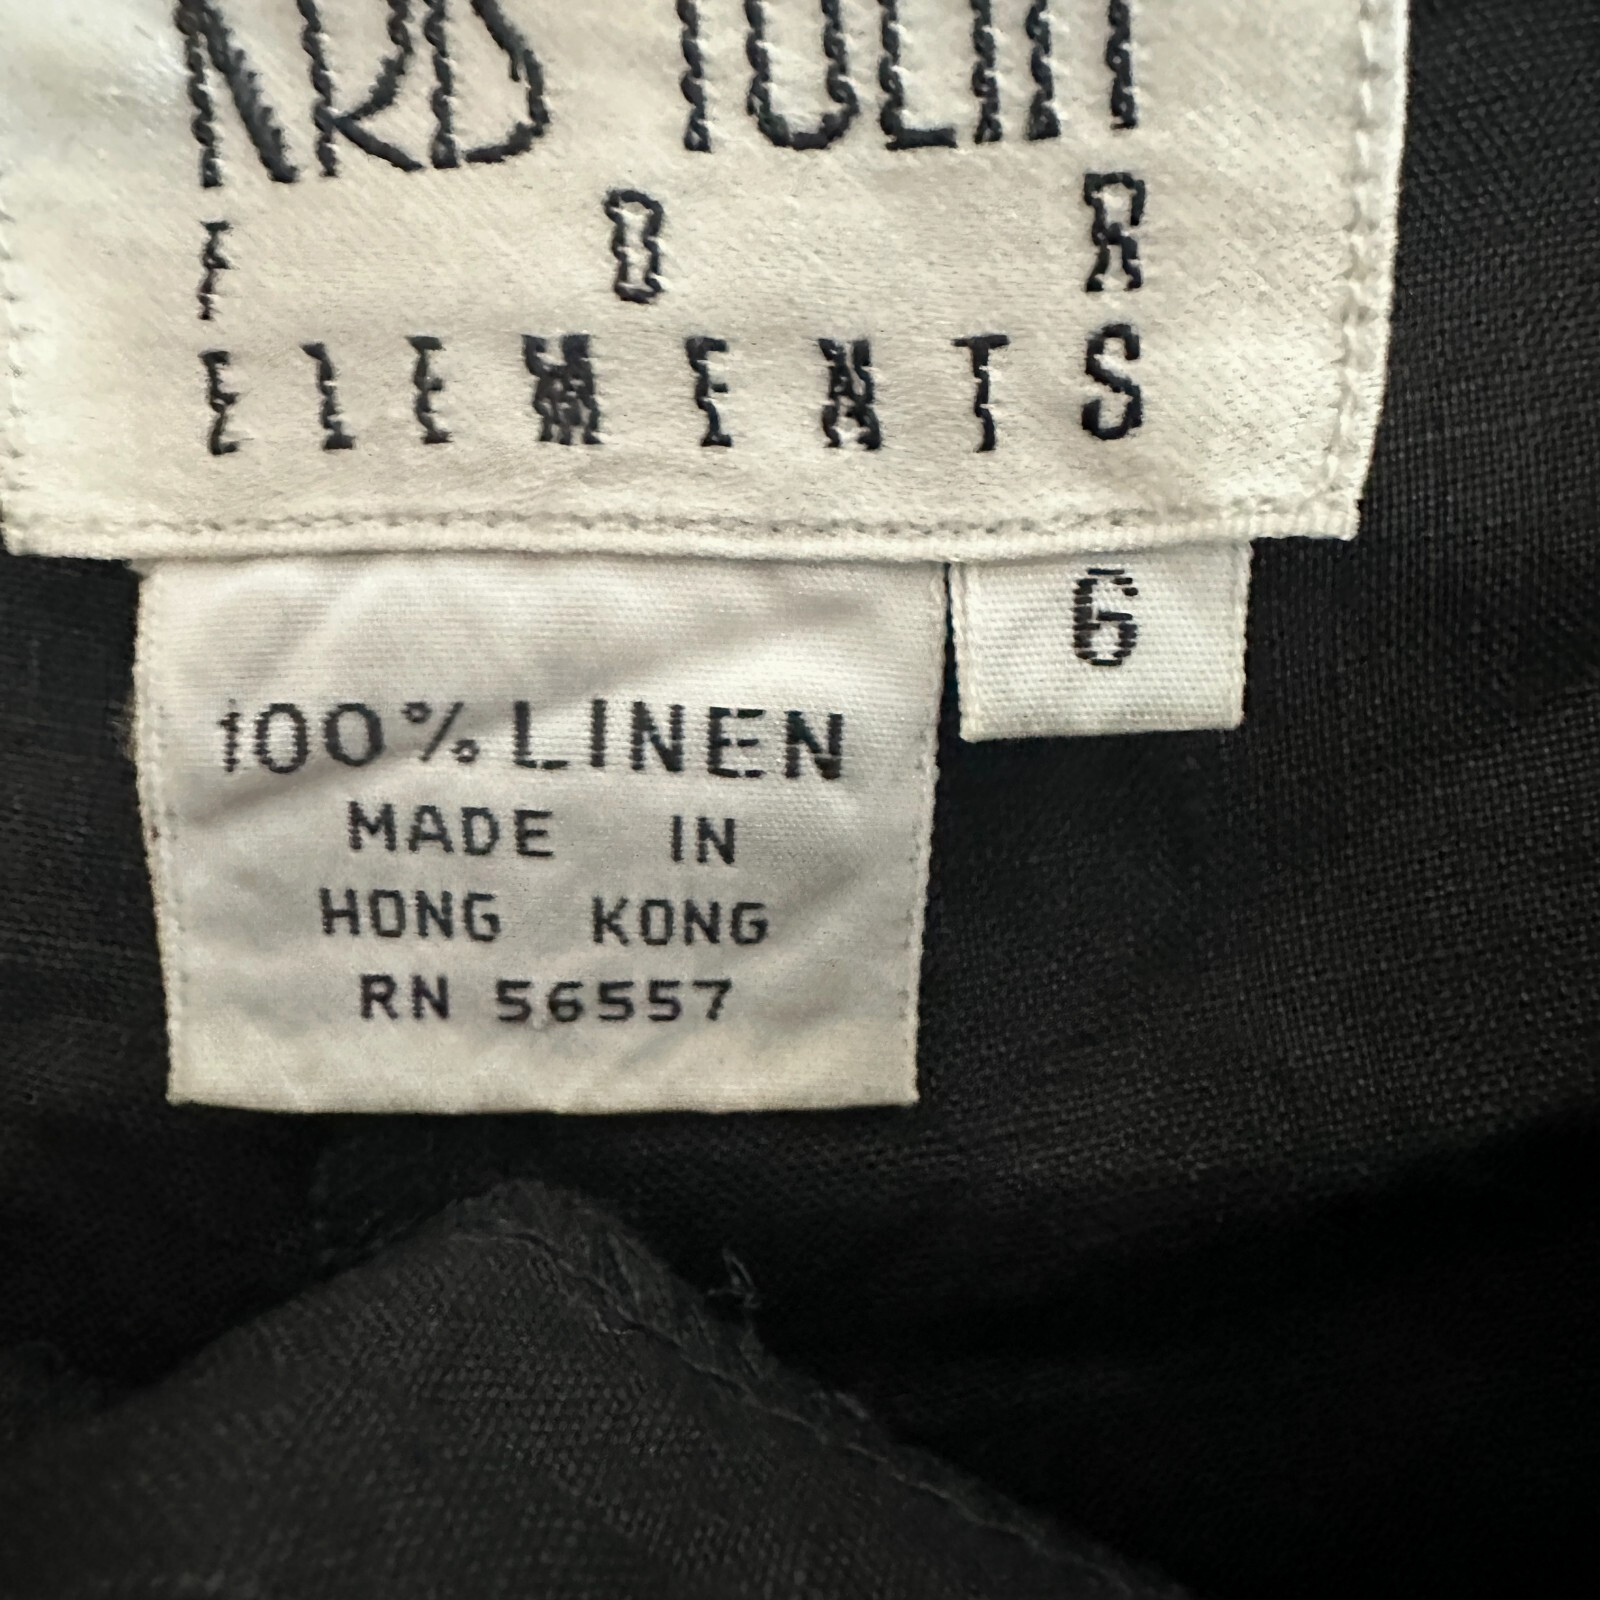 F O R
ELEMENTS
6
100% LINEN
MADE IN
HONG KONG
RN 56557